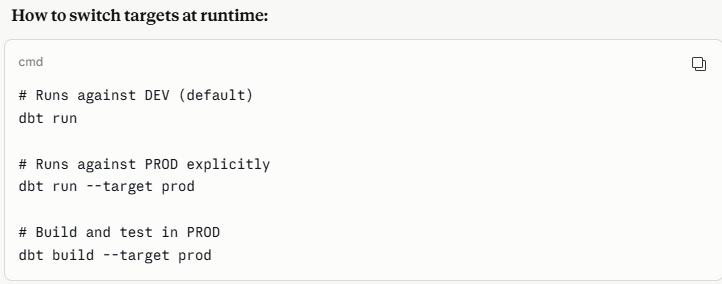 How to switch targets at runtime:
cmd
# Runs against DEV (default)
dbt run
# Runs against PROD explicitly
dbt run --target prod
# Build and test in PROD
dbt build --target prod